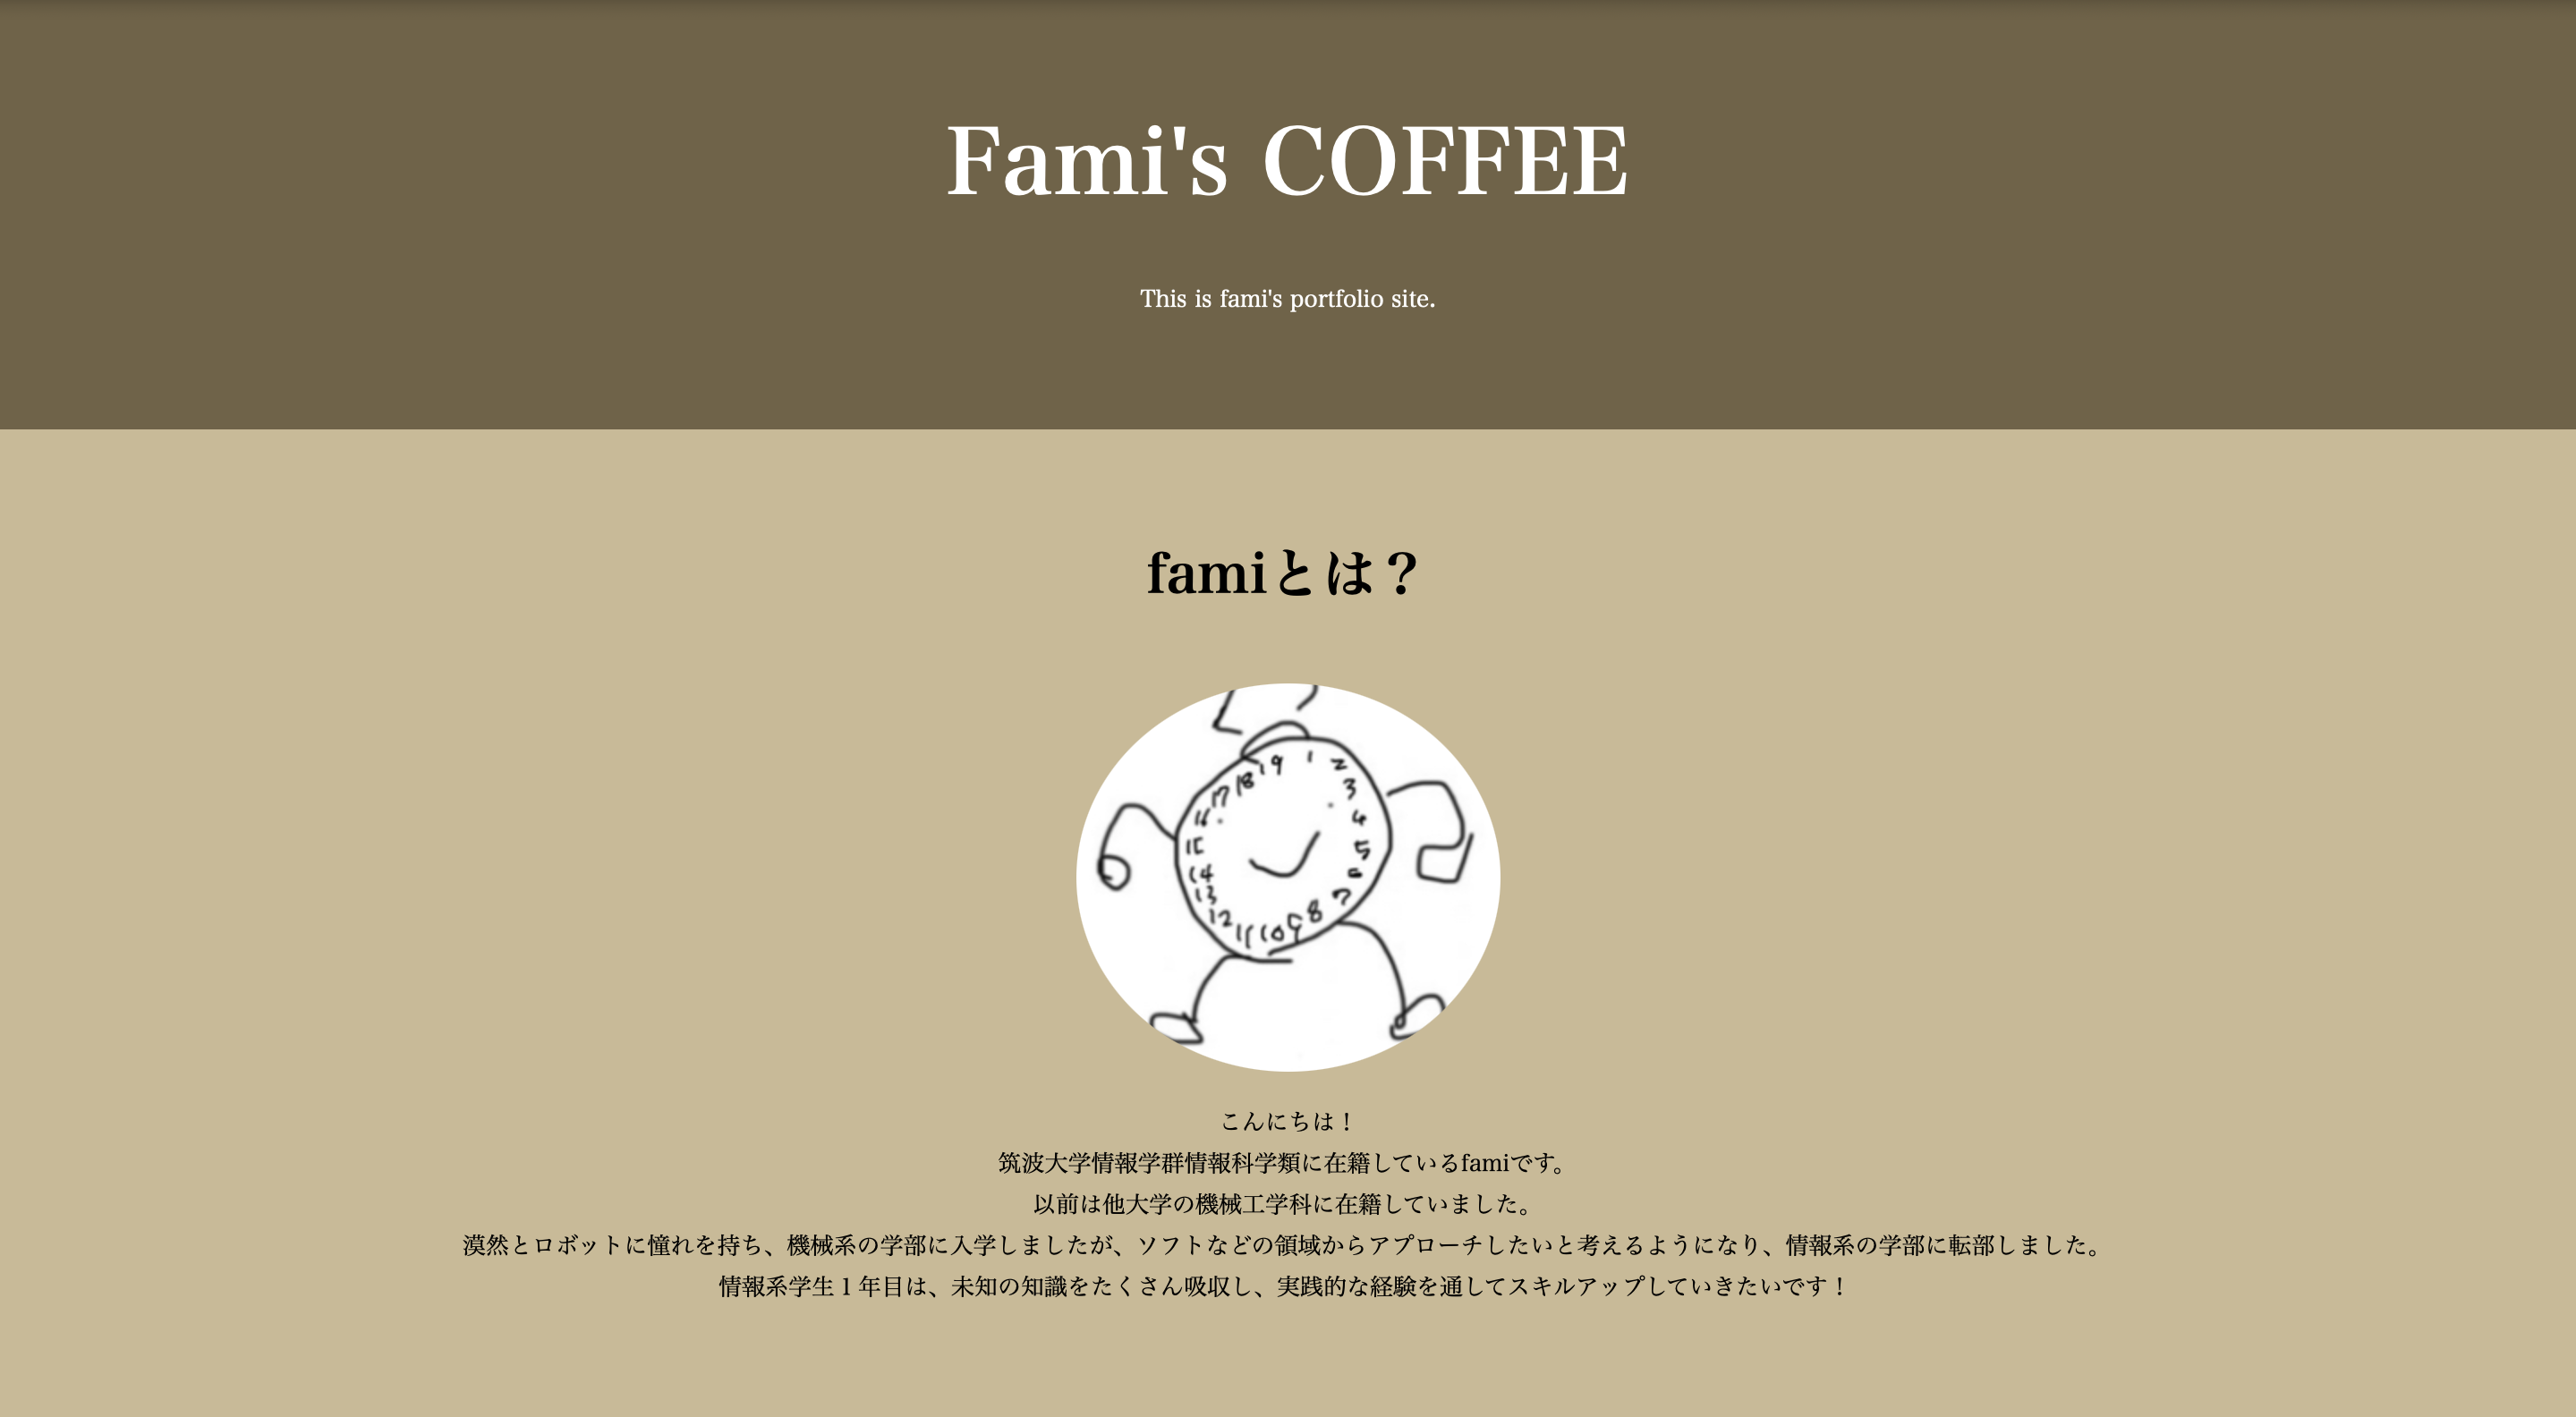 Fami's COFFEE
This is fami's portfolio site.
famiとは？
19 1 2 3 4 5 6 7 8 9 10 11 12 13 14 15 16 17 18
こんにちは！
筑波大学情報学群情報科学類に在籍しているfamiです。
以前は他大学の機械工学科に在籍していました。
漠然とロボットに憧れを持ち、機械系の学部に入学しましたが、ソフトなどの領域からアプローチしたいと考えるようになり、情報系の学部に転部しました。
情報系学生１年目は、未知の知識をたくさん吸収し、実践的な経験を通してスキルアップしていきたいです！